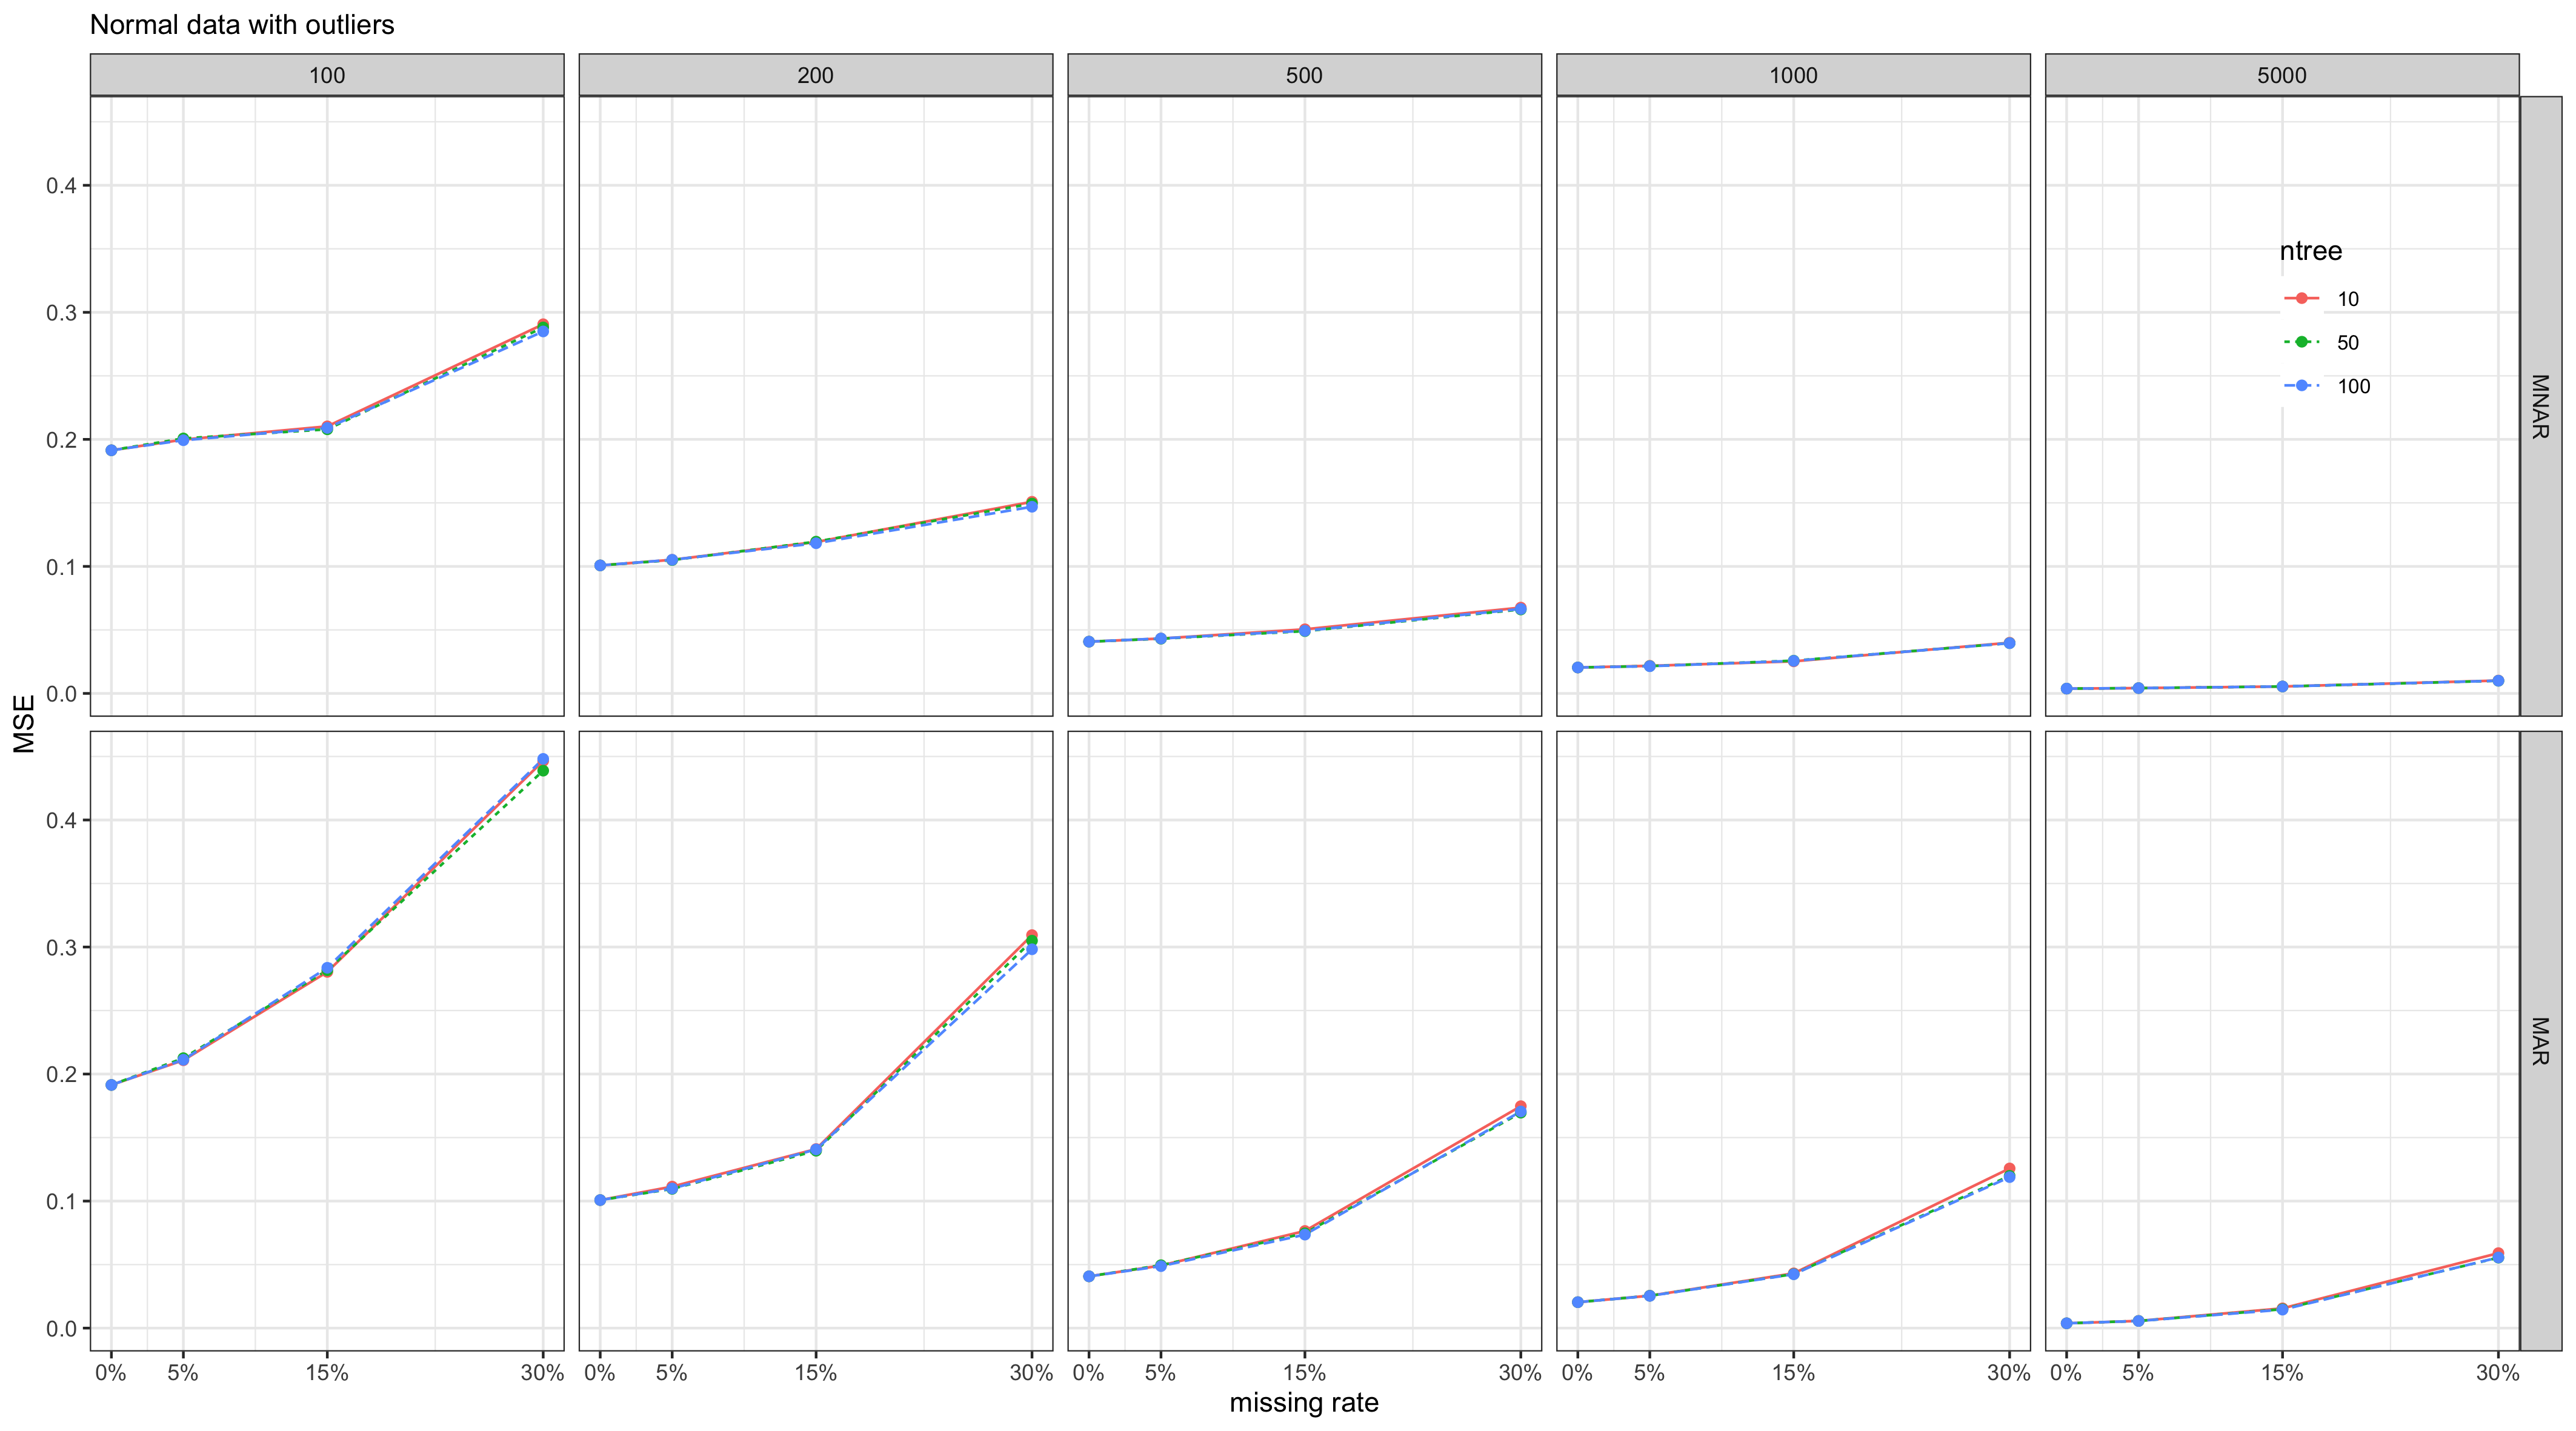 Normal data with outliers
100 200 500 1000 5000
0.4
0.3
0.2
0.1
0.0
MNAR
ntree
10
50
100
0.4
0.3
0.2
0.1
0.0
MAR
MSE
0% 5% 15% 30% 0% 5% 15% 30% 0% 5% 15% 30% 0% 5% 15% 30% 0% 5% 15% 30%
missing rate